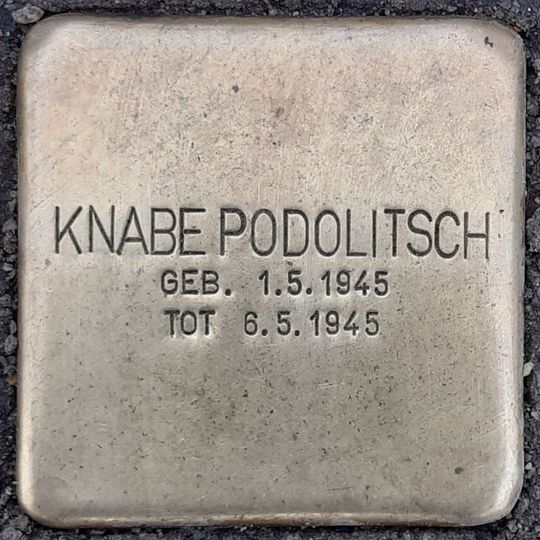 KNABE PODOLITSCH
GEB. 1.5.1945
TOT 6.5.1945